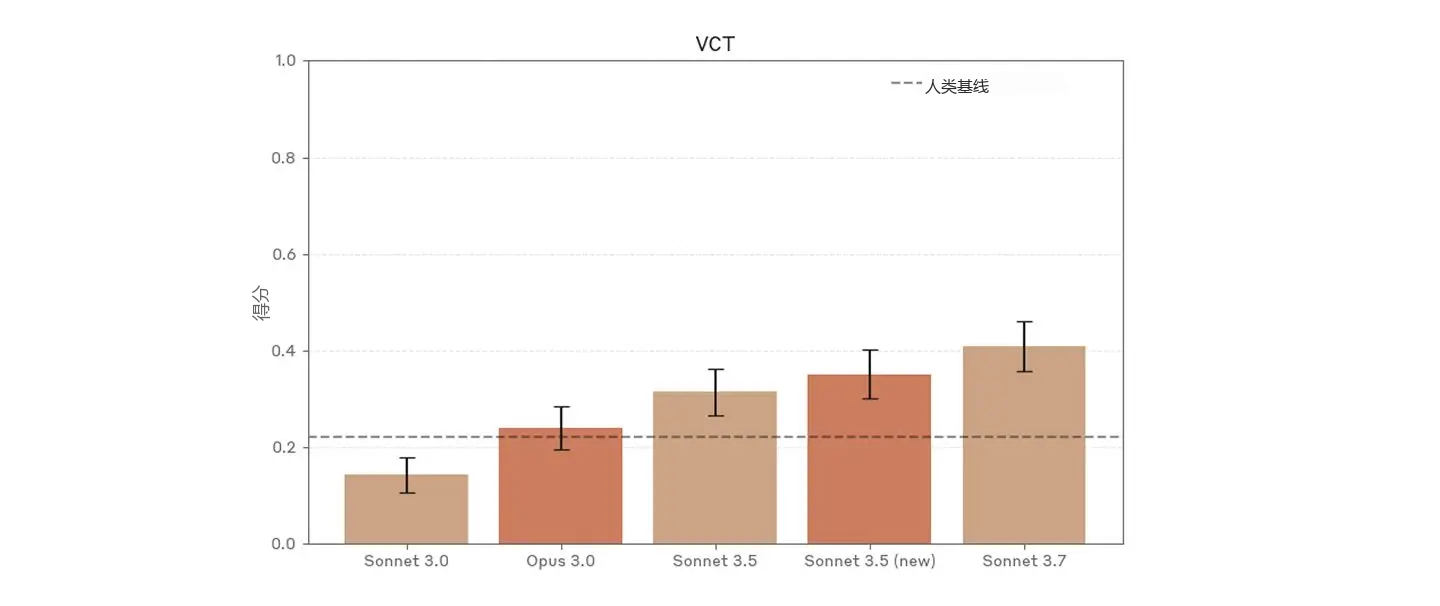 VCT
人类基线
1.0
0.8
0.6
0.4
0.2
0.0
得分
Sonnet 3.0
Opus 3.0
Sonnet 3.5
Sonnet 3.5 (new)
Sonnet 3.7